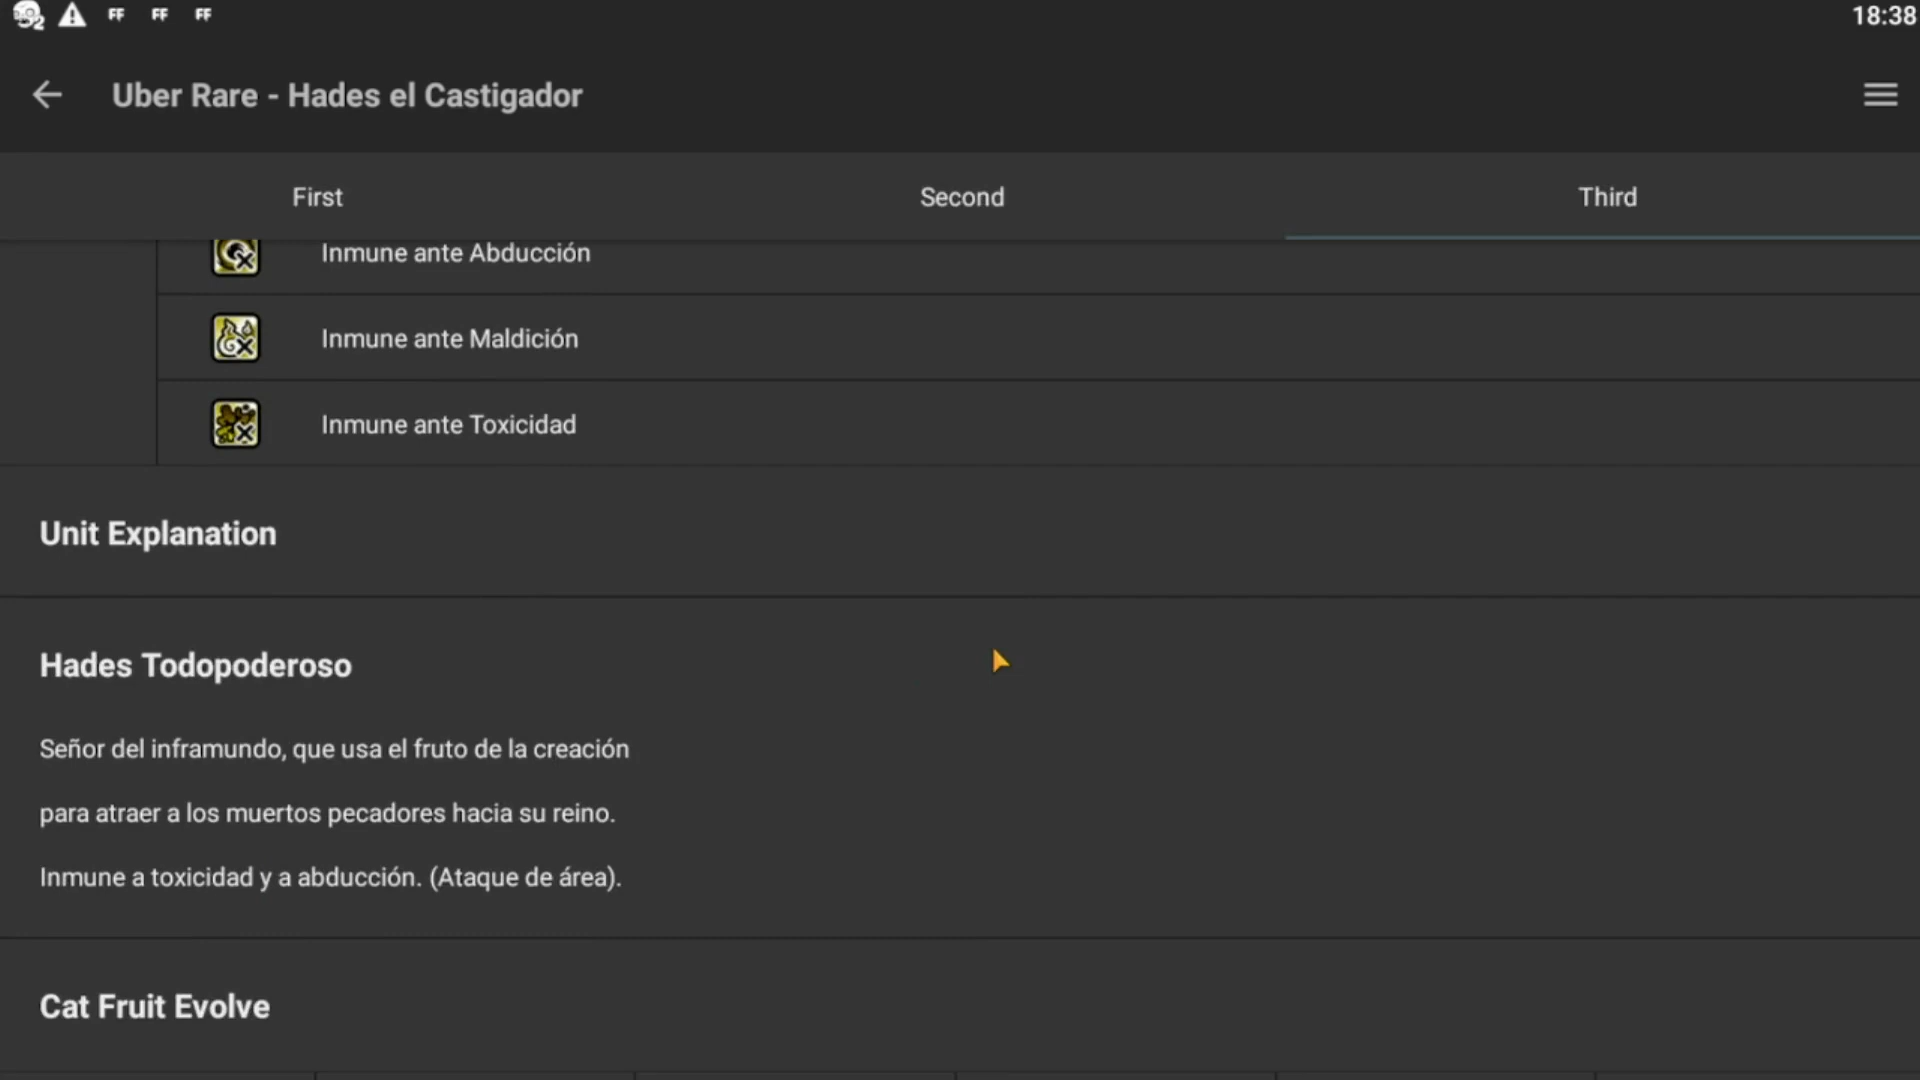 18:38
Uber Rare - Hades el Castigador
First
Second
Third
Inmune ante Abducción
Inmune ante Maldición
Inmune ante Toxicidad
Unit Explanation
Hades Todopoderoso
Señor del inframundo, que usa el fruto de la creación
para atraer a los muertos pecadores hacia su reino.
Inmune a toxicidad y a abducción. (Ataque de área).
Cat Fruit Evolve